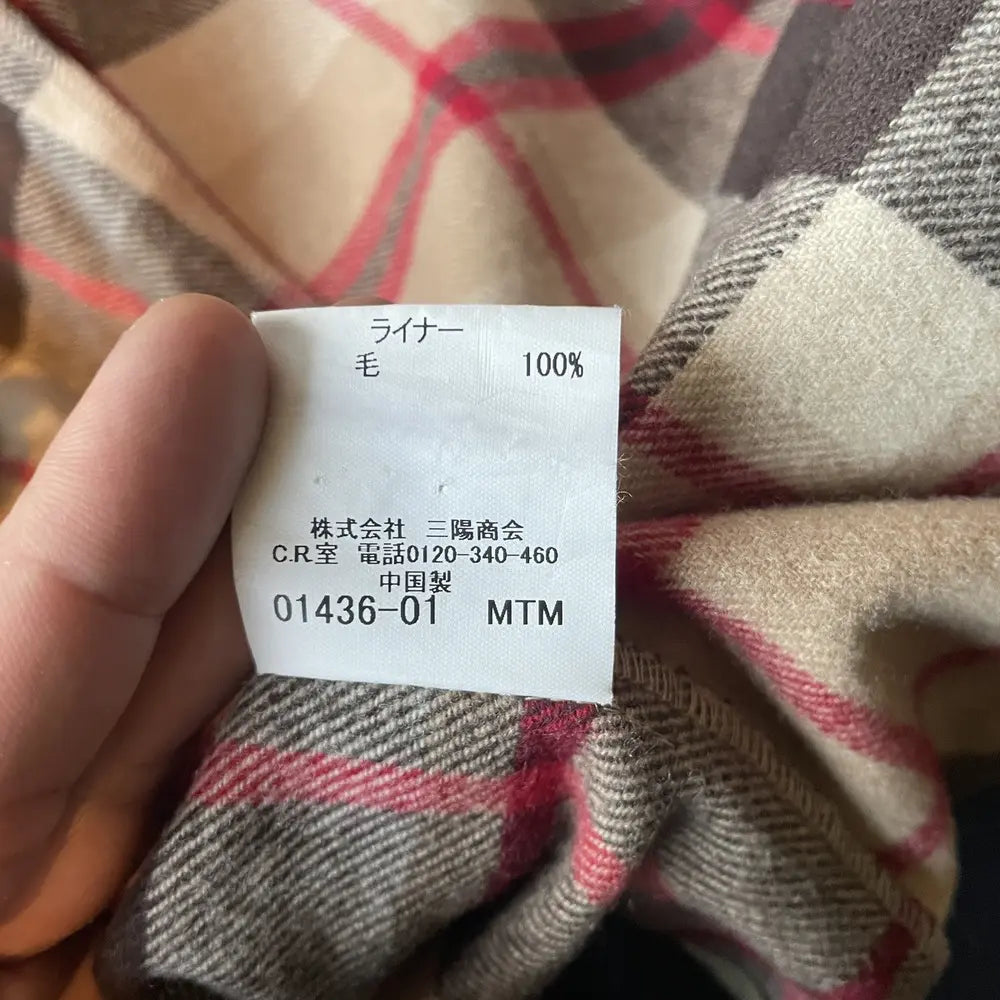 ライナー
毛 100%
株式会社 三陽商会
C.R.室 電話0120-340-460
中国製
01436-01 MTM